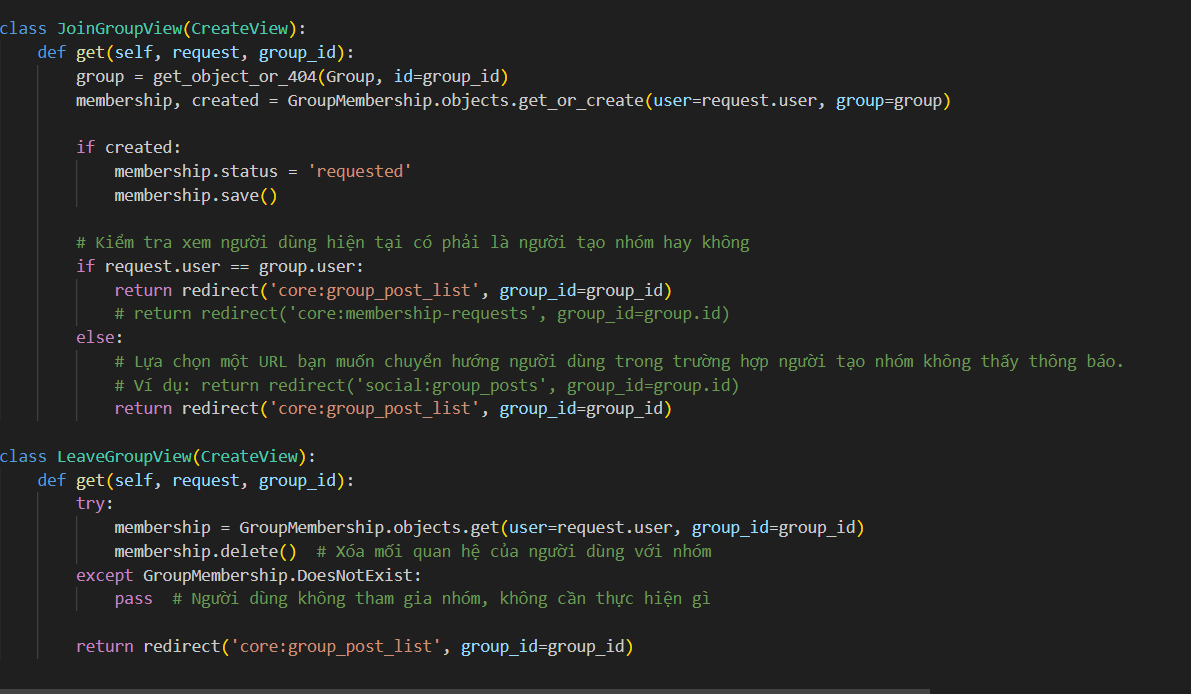 class JoinGroupView(CreateView):
    def get(self, request, group_id):
        group = get_object_or_404(Group, id=group_id)
        membership, created = GroupMembership.objects.get_or_create(user=request.user, group=group)

        if created:
            membership.status = 'requested'
            membership.save()

        # Kiểm tra xem người dùng hiện tại có phải là người tạo nhóm hay không
        if request.user == group.user:
            return redirect('core:group_post_list', group_id=group_id)
            # return redirect('core:membership-requests', group_id=group.id)
        else:
            # Lựa chọn một URL bạn muốn chuyển hướng người dùng trong trường hợp người tạo nhóm không thấy thông báo.
            # Ví dụ: return redirect('social:group_posts', group_id=group.id)
            return redirect('core:group_post_list', group_id=group_id)

class LeaveGroupView(CreateView):
    def get(self, request, group_id):
        try:
            membership = GroupMembership.objects.get(user=request.user, group_id=group_id)
            membership.delete()  # Xóa mối quan hệ của người dùng với nhóm
        except GroupMembership.DoesNotExist:
            pass  # Người dùng không tham gia nhóm, không cần thực hiện gì

        return redirect('core:group_post_list', group_id=group_id)